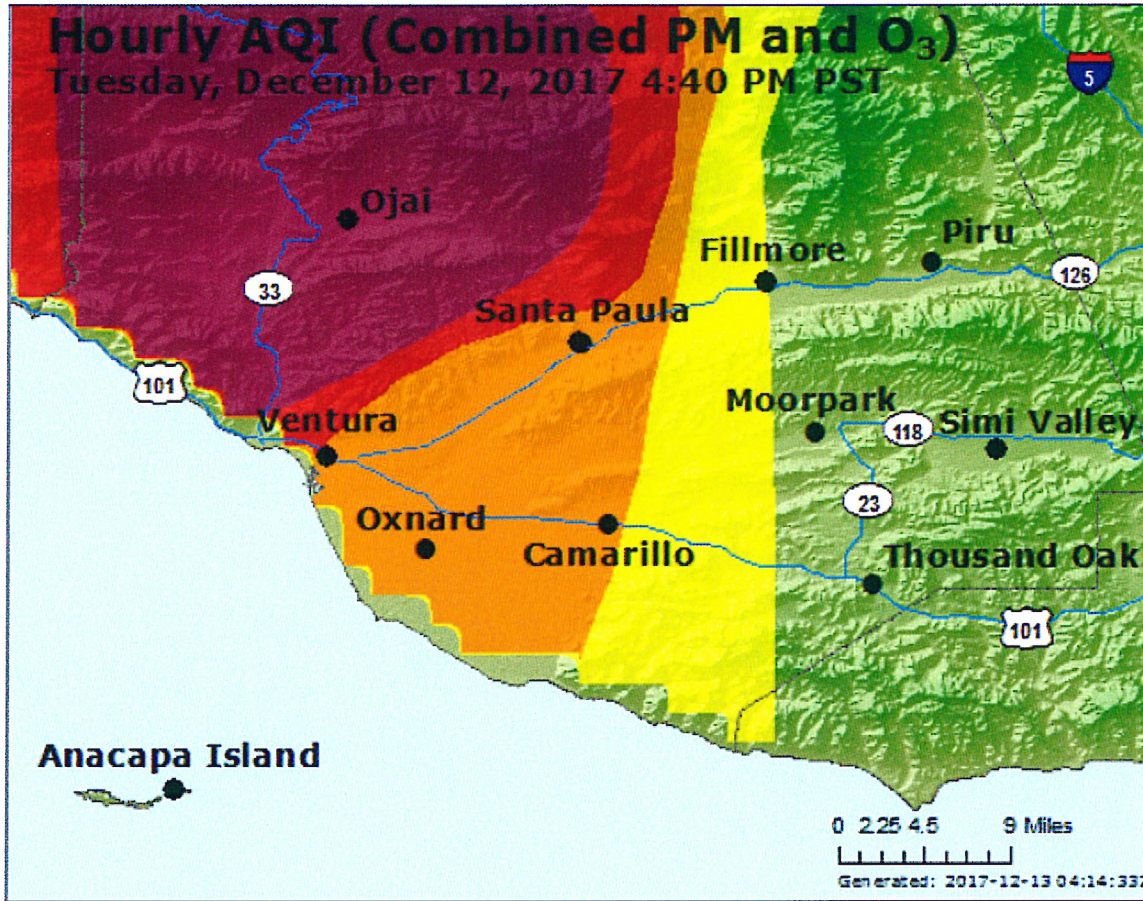 Hourly AQI (Combined PM and O₃)
Tuesday, December 12, 2017 4:40 PM PST
5
Ojai
Piru
Fillmore
126
33
Santa Paula
101
Moorpark
Simi Valley
118
Ventura
23
Oxnard
Camarillo
Thousand Oak
101
Anacapa Island
0 2.25 4.5 9 Miles
Generated: 2017-12-13 04:14:33Z